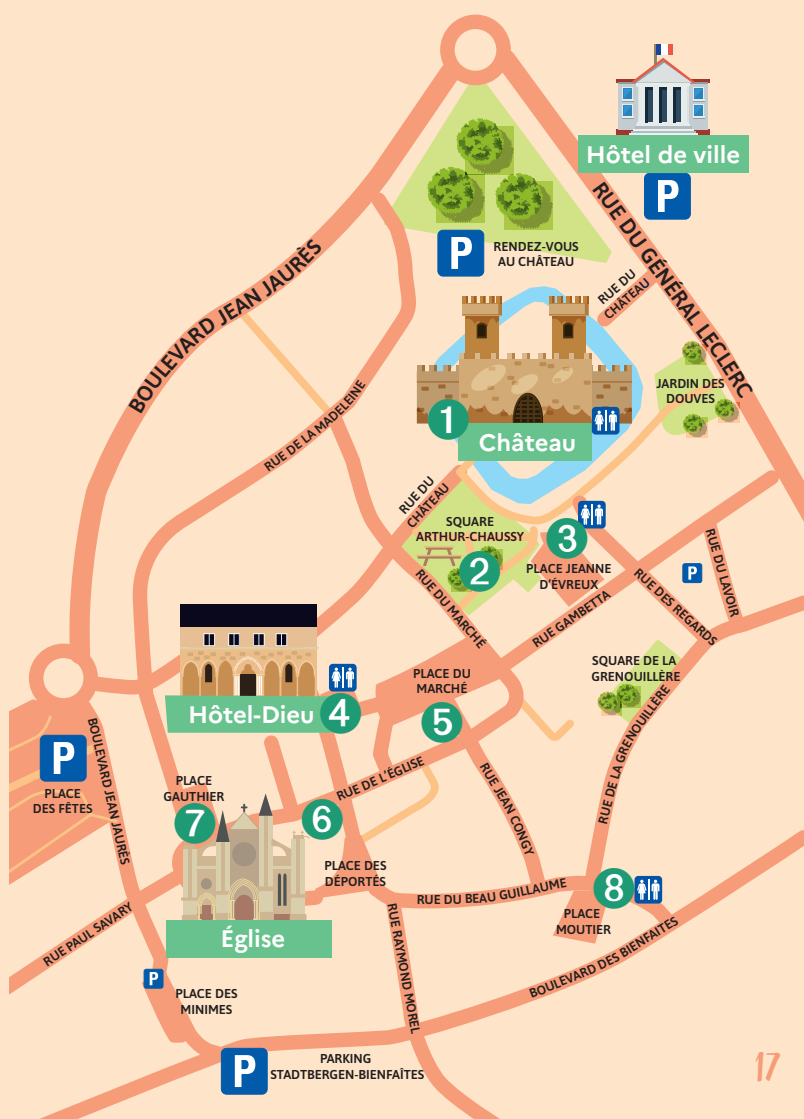 Hôtel de ville
P
RUE DU GÉNÉRAL LECLERC
P
RENDEZ-VOUS
AU CHÂTEAU
BOULEVARD JEAN JAURÈS
RUE DU
CHÂTEAU
JARDIN DES
DOUVES
1
Château
RUE DE LA MADELEINE
RUE DU
CHÂTEAU
SQUARE
ARTHUR-CHAUSSY
2
3
PLACE JEANNE
D'ÉVREUX
P
RUE DU LAVOIR
RUE DU MARCHÉ
RUE GAMBETTA
RUE DES REGARDS
SQUARE DE LA
GRENOUILLÈRE
PLACE DU
MARCHÉ
Hôtel-Dieu
4
5
P
PLACE
DES FÊTES
BOULEVARD JEAN JAURÈS
PLACE
GAUTHIER
7
6
RUE DE L'ÉGLISE
RUE JEAN CONGY
RUE DE LA GRENOUILLÈRE
PLACE DES
DÉPORTÉS
RUE DU BEAU GUILLAUME
8
PLACE
MOUTIER
RUE PAUL SAVARY
Église
RUE RAYMOND MOREL
BOULEVARD DES BIENFAITES
P
PLACE DES
MINIMES
P
PARKING
STADTBERGEN-BIENFAÎTES
17